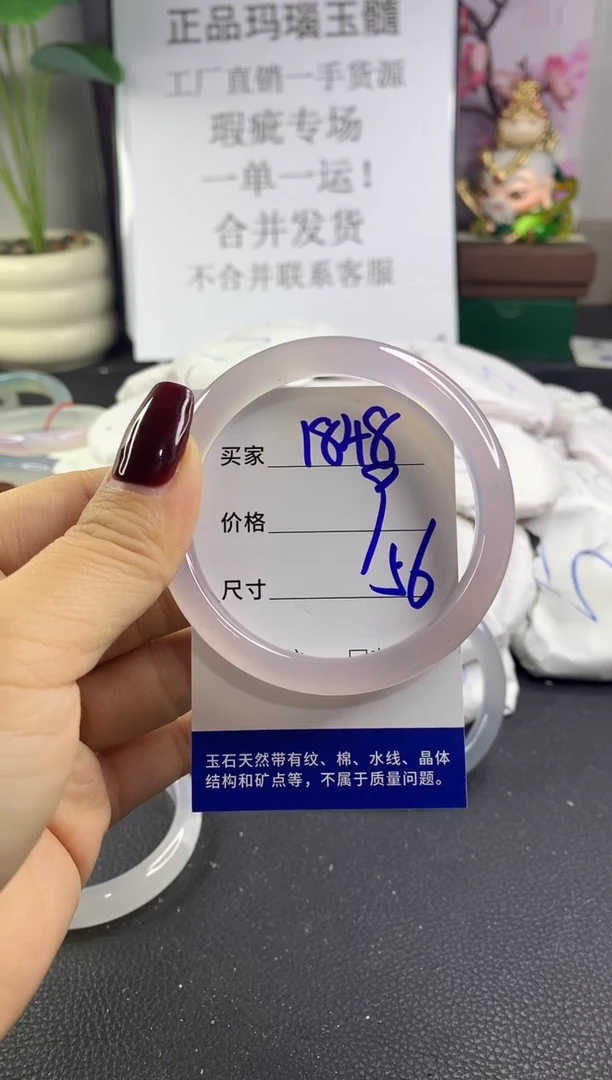 正品玛瑙玉髓
工厂直销一手货源
瑕疵专场
一单一运！
合并发货
不合并联系客服
买家 1848
价格
尺寸 56
玉石天然带有纹、棉、水线、晶体
结构和矿点等，不属于质量问题。